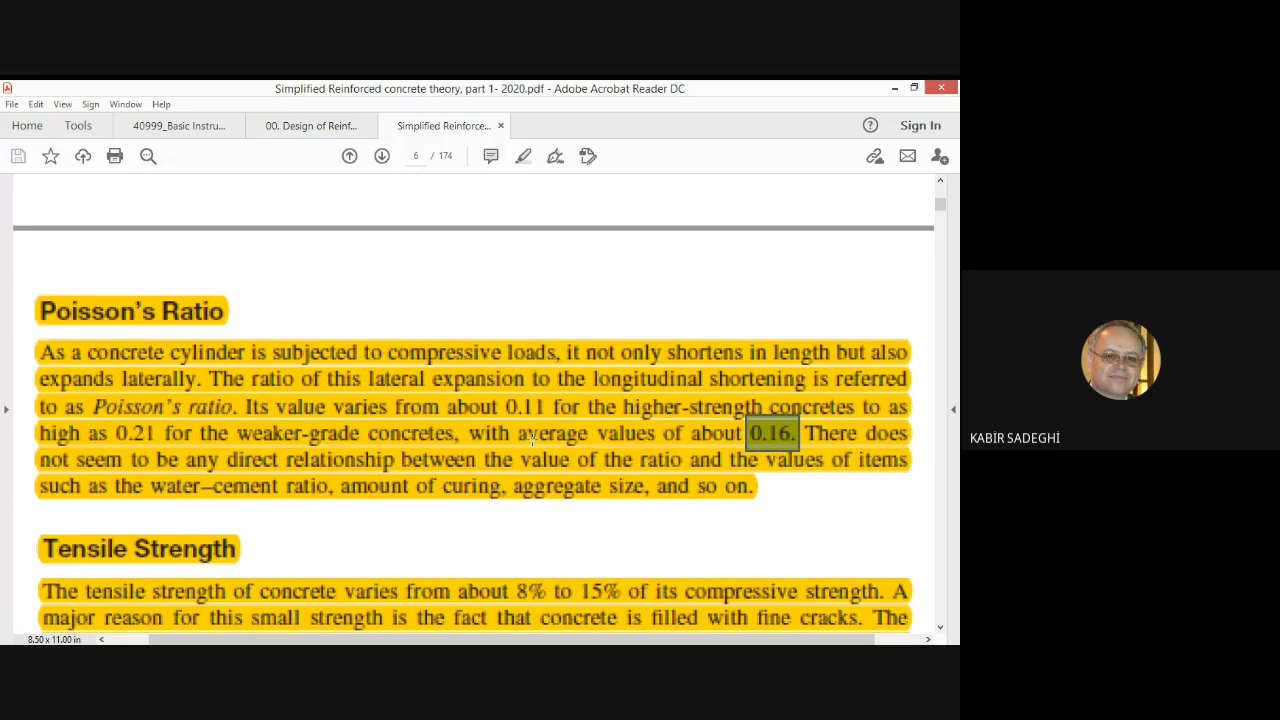 Simplified Reinforced concrete theory, part 1- 2020.pdf - Adobe Acrobat Reader DC
File Edit View Sign Window Help
Home Tools 40999_Basic Instru... 00. Design of Reinf... Simplified Reinforce... × Sign In
6 / 174
Poisson's Ratio
As a concrete cylinder is subjected to compressive loads, it not only shortens in length but also
expands laterally. The ratio of this lateral expansion to the longitudinal shortening is referred
to as Poisson's ratio. Its value varies from about 0.11 for the higher-strength concretes to as
high as 0.21 for the weaker-grade concretes, with average values of about 0.16. There does
not seem to be any direct relationship between the value of the ratio and the values of items
such as the water–cement ratio, amount of curing, aggregate size, and so on.
Tensile Strength
The tensile strength of concrete varies from about 8% to 15% of its compressive strength. A
major reason for this small strength is the fact that concrete is filled with fine cracks. The
8.50 x 11.00 in
KABİR SADEGHİ